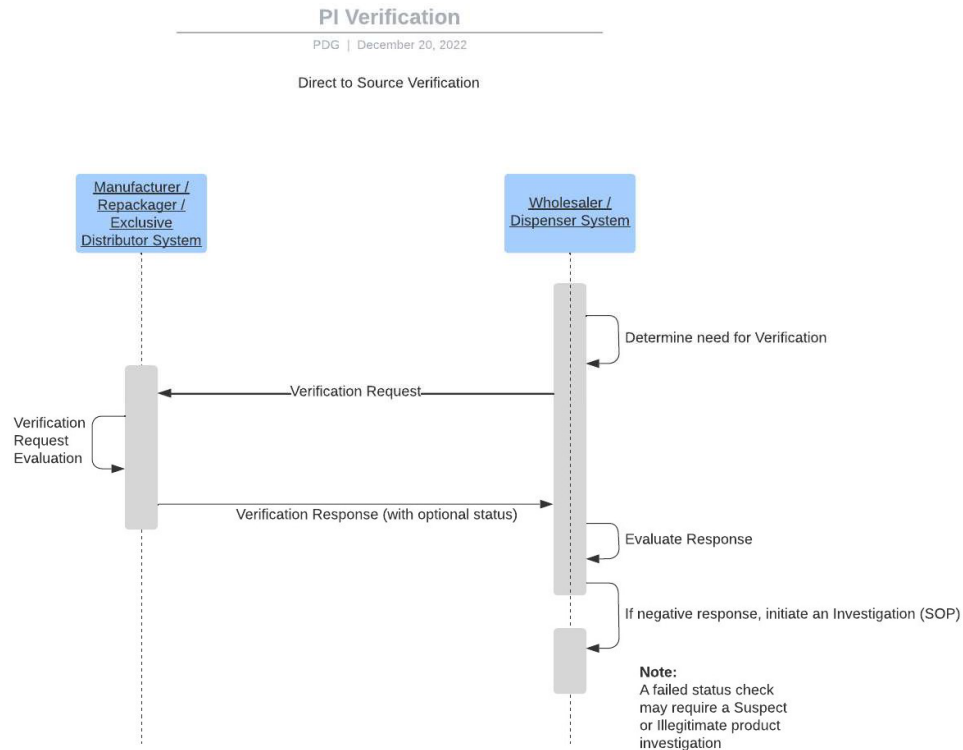 PI Verification
PDG | December 20, 2022
Direct to Source Verification
Manufacturer /
Repackager /
Exclusive
Distributor System
Wholesaler /
Dispenser System
Determine need for Verification
Verification Request
Verification
Request
Evaluation
Verification Response (with optional status)
Evaluate Response
If negative response, initiate an Investigation (SOP)
Note:
A failed status check
may require a Suspect
or Illegitimate product
investigation